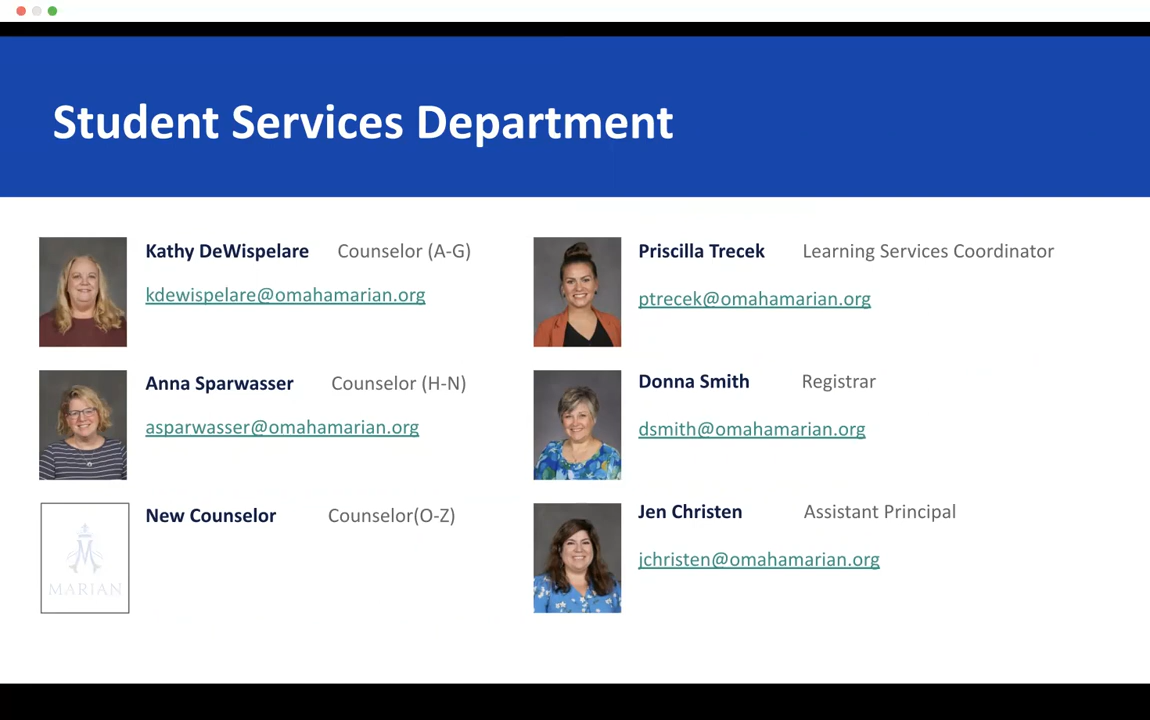 Student Services Department
Kathy DeWispelare Counselor (A-G)
kdewispelare@omahamarian.org
Anna Sparwasser Counselor (H-N)
asparwasser@omahamarian.org
New Counselor Counselor(O-Z)
MARIAN
Priscilla Trecek Learning Services Coordinator
ptrecek@omahamarian.org
Donna Smith Registrar
dsmith@omahamarian.org
Jen Christen Assistant Principal
jchristen@omahamarian.org